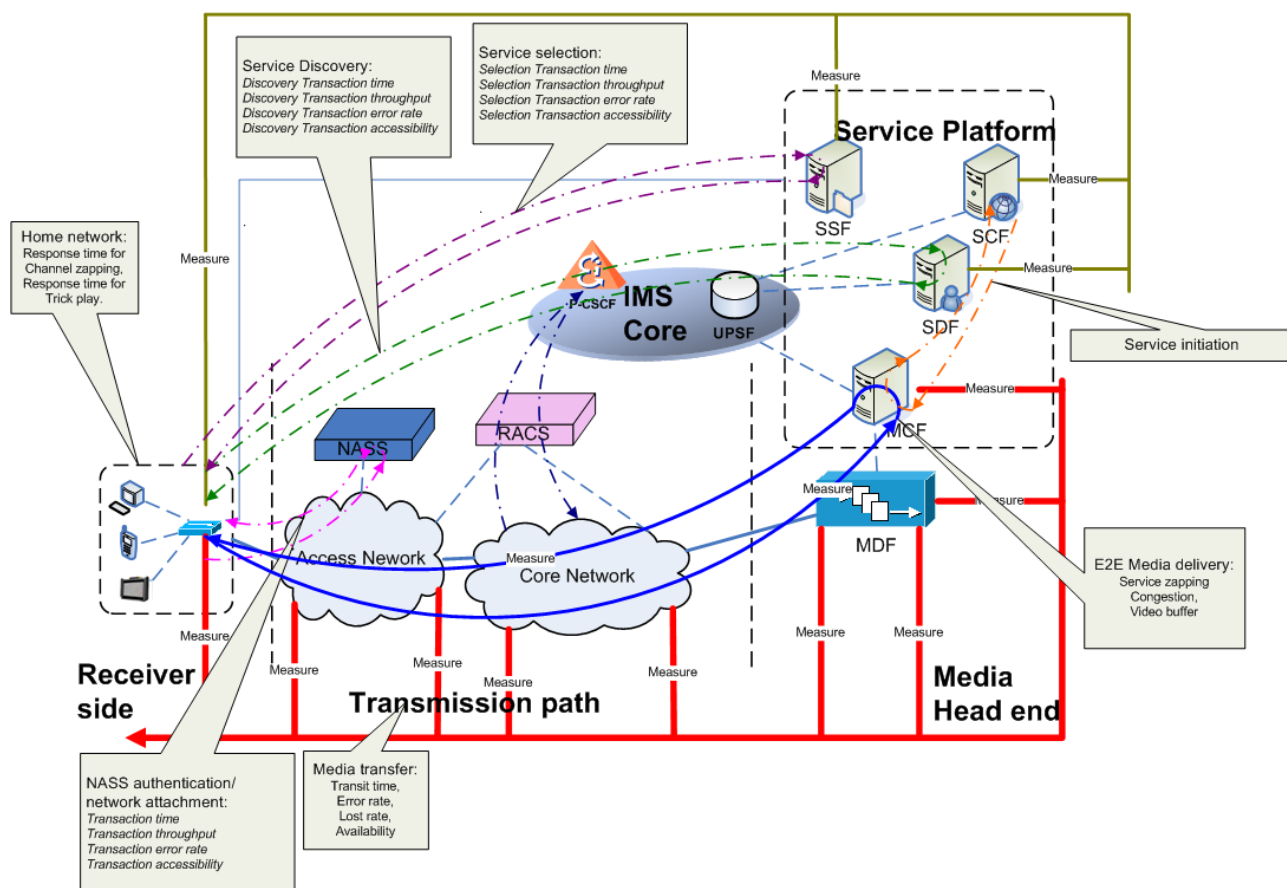 Service Discovery:
Discovery Transaction time
Discovery Transaction throughput
Discovery Transaction error rate
Discovery Transaction accessibility
Service selection:
Selection Transaction time
Selection Transaction throughput
Selection Transaction error rate
Selection Transaction accessibility
Measure
Service Platform
SSF
Measure
SCF
Home network:
Response time for
Channel zapping,
Response time for
Trick play.
Measure
Measure
SDF
P-CSCF
IMS
Core
UPSF
Service initiation
Measure
MCF
NASS
RACS
Measure
Measure
MDF
Access Nework
Measure
Core Network
E2E Media delivery:
Service zapping
Congestion,
Video buffer
Measure
Measure
Measure
Measure
Measure
Measure
Measure
Receiver
side
Transmission path
Media
Head end
NASS authentication/
network attachment:
Transaction time
Transaction throughput
Transaction error rate
Transaction accessibility
Media transfer:
Transit time,
Error rate,
Lost rate,
Availability